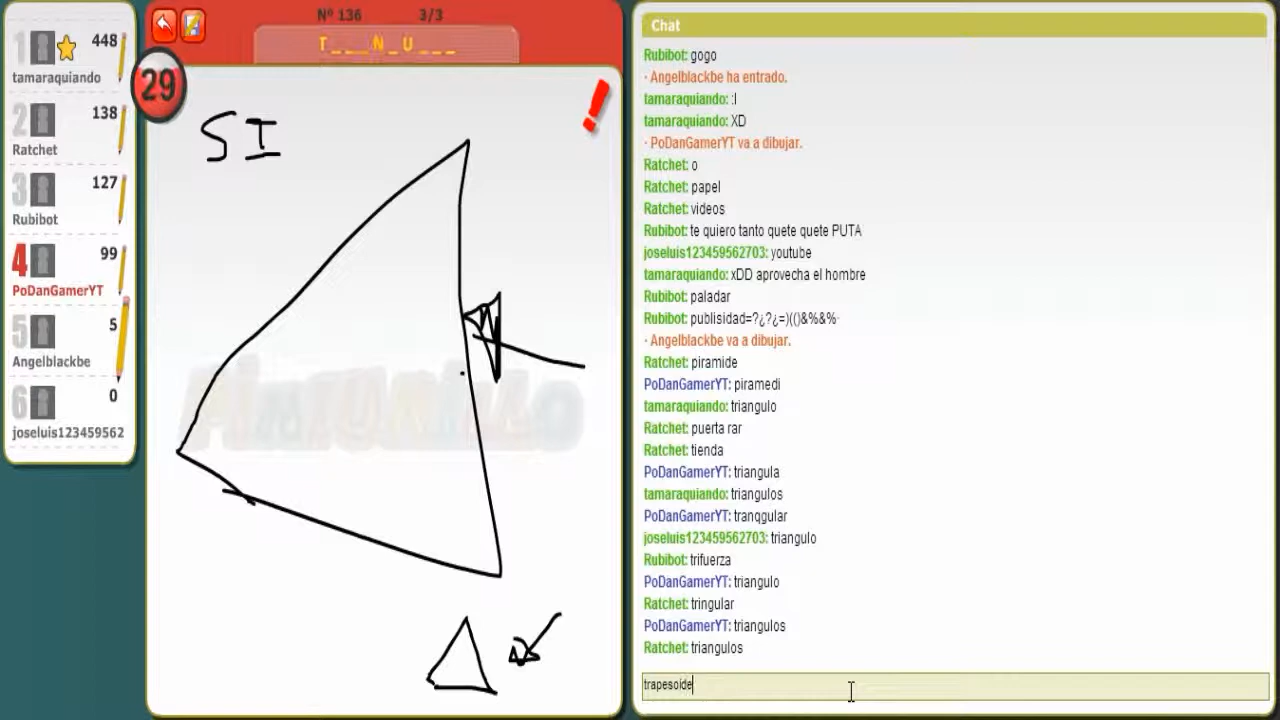 Nº 136 3/3
T _ _ _ N _ U _ _ _
29
1 448
tamaraquiando
2 138
Ratchet
3 127
Rubibot
4 99
PoDanGamerYT
5 5
Angelblackbe
6 0
joseluis123459562
SI
!
Chat
Rubibot: gogo
· Angelblackbe ha entrado.
tamaraquiando: :I
tamaraquiando: XD
· PoDanGamerYT va a dibujar.
Ratchet: o
Ratchet: papel
Ratchet: videos
Rubibot: te quiero tanto quete quete PUTA
joseluis123459562703: youtube
tamaraquiando: xDD aprovecha el hombre
Rubibot: paladar
Rubibot: publisidad=?¿?¿=)(()&%&%
· Angelblackbe va a dibujar.
Ratchet: piramide
PoDanGamerYT: piramedi
tamaraquiando: triangulo
Ratchet: puerta rar
Ratchet: tienda
PoDanGamerYT: triangula
tamaraquiando: triangulos
PoDanGamerYT: tranqgular
joseluis123459562703: triangulo
Rubibot: trifuerza
PoDanGamerYT: triangulo
Ratchet: tringular
PoDanGamerYT: triangulos
Ratchet: triangulos
trapesoide